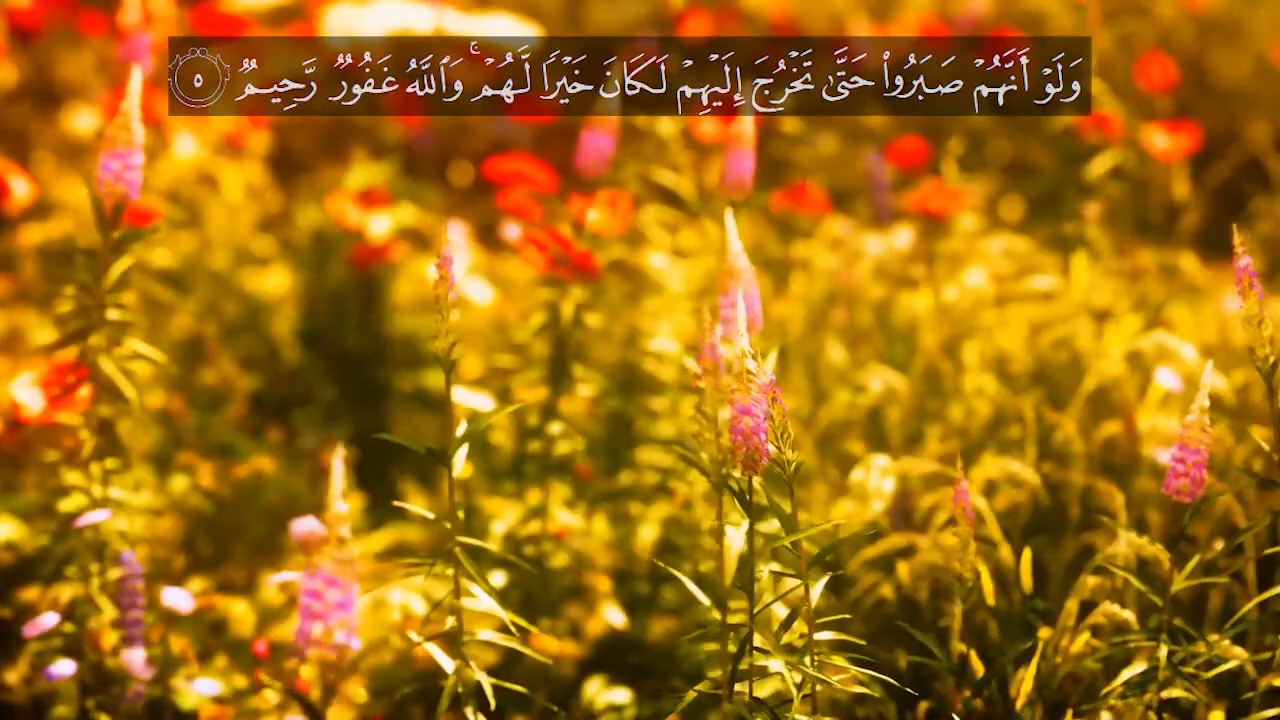 وَلَوْ أَنَّهُمْ صَبَرُوا۟ حَتَّىٰ تَخْرُجَ إِلَيْهِمْ لَكَانَ خَيْرًا لَّهُمْ ۚ وَٱللَّهُ غَفُورٌ رَّحِيمٌ ٥